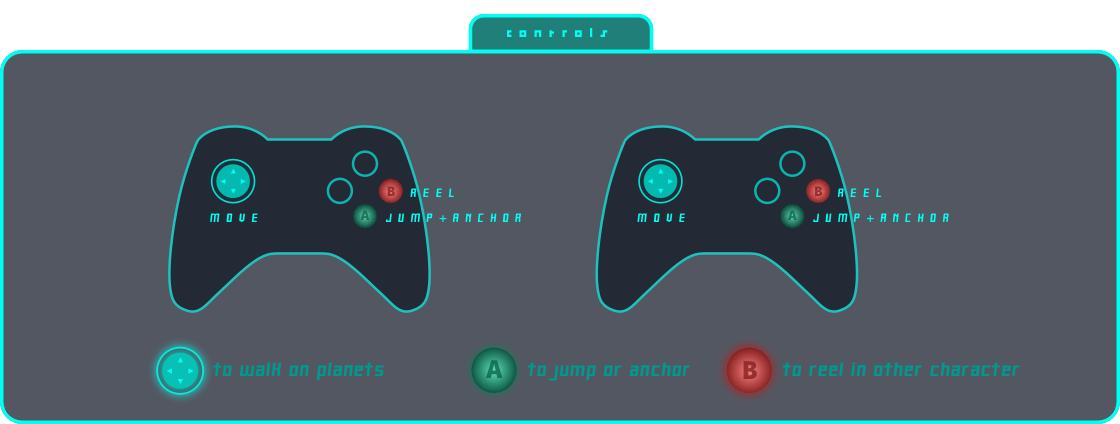 controls
B REEL B REEL
MOVE A JUMP+ANCHOR MOVE A JUMP+ANCHOR
to walk on planets A to jump or anchor B to reel in other character